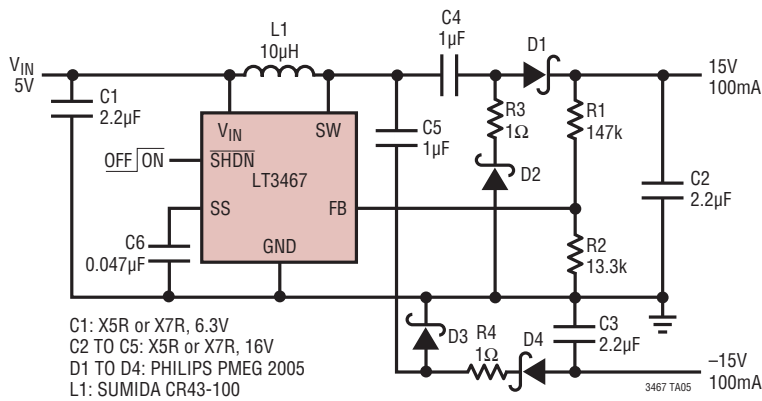 L1
10µH
C4
1µF
D1
VIN
5V
15V
100mA
C1
2.2µF
VIN
SW
C5
1µF
R3
1Ω
R1
147k
OFF ON
SHDN
LT3467
D2
C2
2.2µF
SS
FB
C6
0.047µF
GND
R2
13.3k
D3
R4
1Ω
D4
C3
2.2µF
–15V
100mA
C1: X5R or X7R, 6.3V
C2 TO C5: X5R or X7R, 16V
D1 TO D4: PHILIPS PMEG 2005
L1: SUMIDA CR43-100
3467 TA05